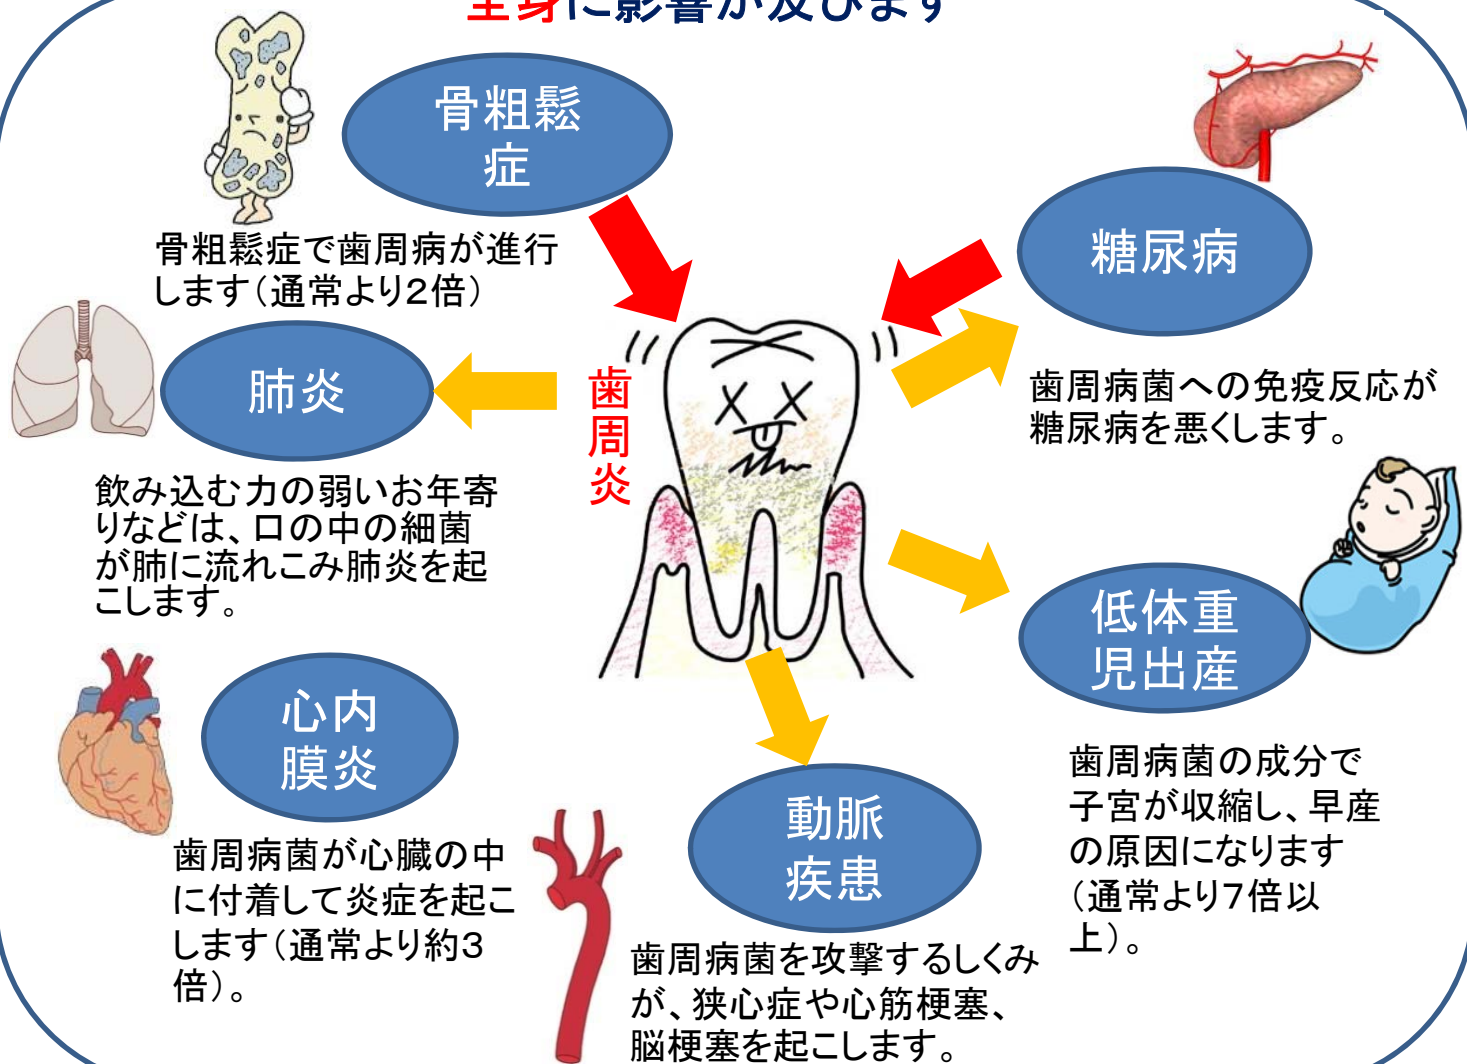 全身に影響が及びます
骨粗鬆
症
骨粗鬆症で歯周病が進行
します（通常より2倍）
糖尿病
歯周病菌への免疫反応が
糖尿病を悪くします。
肺炎
飲み込む力の弱いお年寄
りなどは、口の中の細菌
が肺に流れこみ肺炎を起
こします。
歯周炎
低体重
児出産
歯周病菌の成分で
子宮が収縮し、早産
の原因になります
（通常より7倍以
上）。
心内
膜炎
歯周病菌が心臓の中
に付着して炎症を起こ
します（通常より約3
倍）。
動脈
疾患
歯周病菌を攻撃するしくみ
が、狭心症や心筋梗塞、
脳梗塞を起こします。